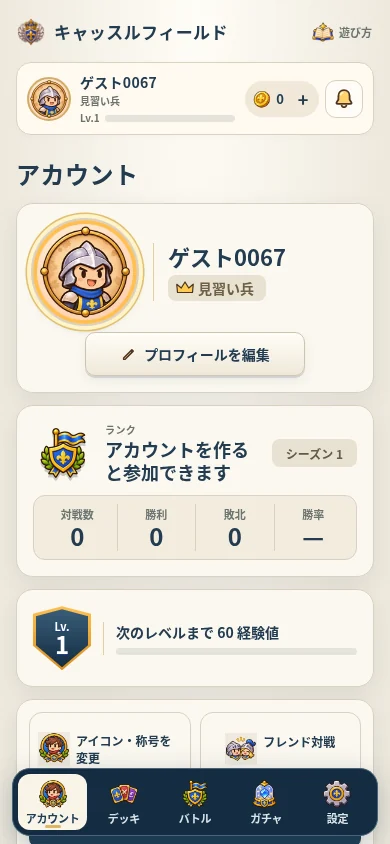 キャッスルフィールド
遊び方
ゲスト0067
見習い兵
Lv.1
0 +
アカウント
ゲスト0067
見習い兵
プロフィールを編集
ランク
アカウントを作る
と参加できます
シーズン 1
対戦数 勝利 敗北 勝率
0 0 0 —
Lv.
1
次のレベルまで 60 経験値
アイコン・称号を
変更
フレンド対戦
アカウント デッキ バトル ガチャ 設定